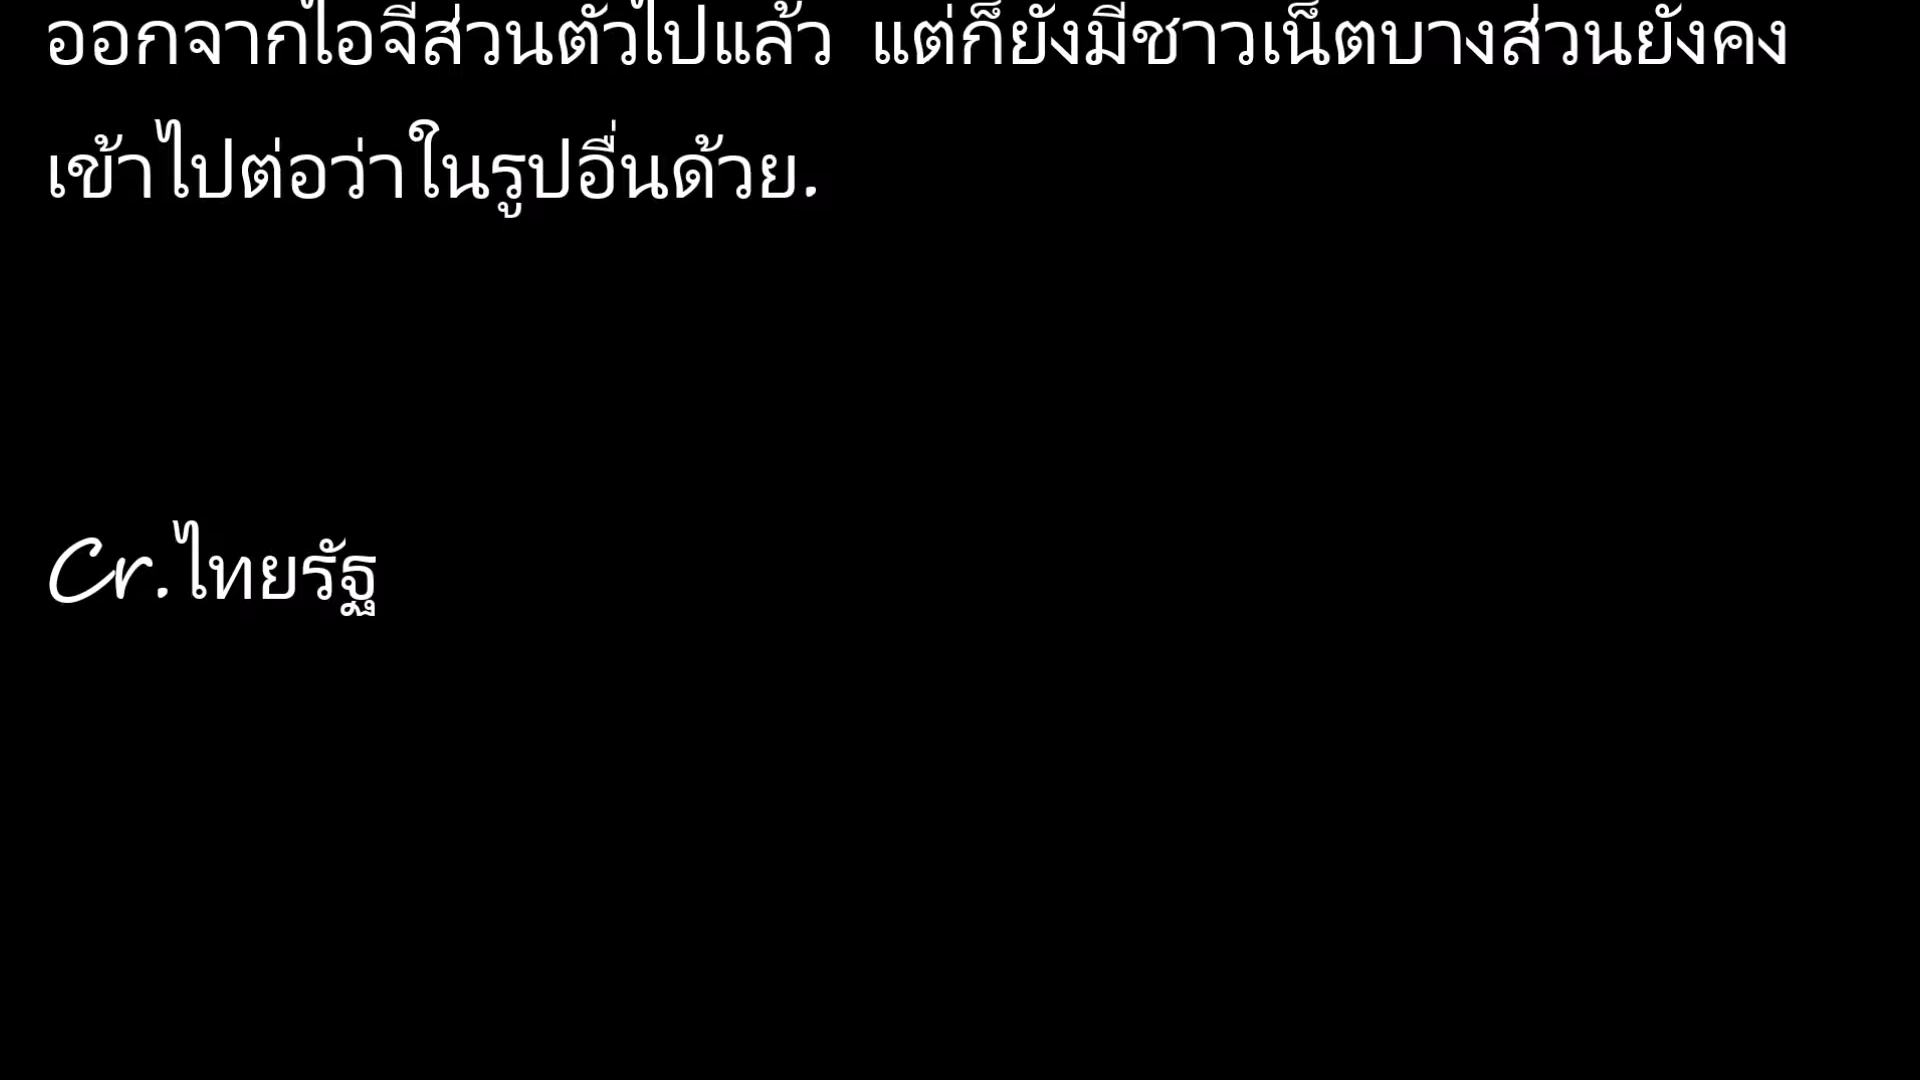 ออกจากไอจีส่วนตัวไปแล้ว แต่ก็ยังมีชาวเน็ตบางส่วนยังคง
เข้าไปต่อว่าในรูปอื่นด้วย.
Cr.ไทยรัฐ